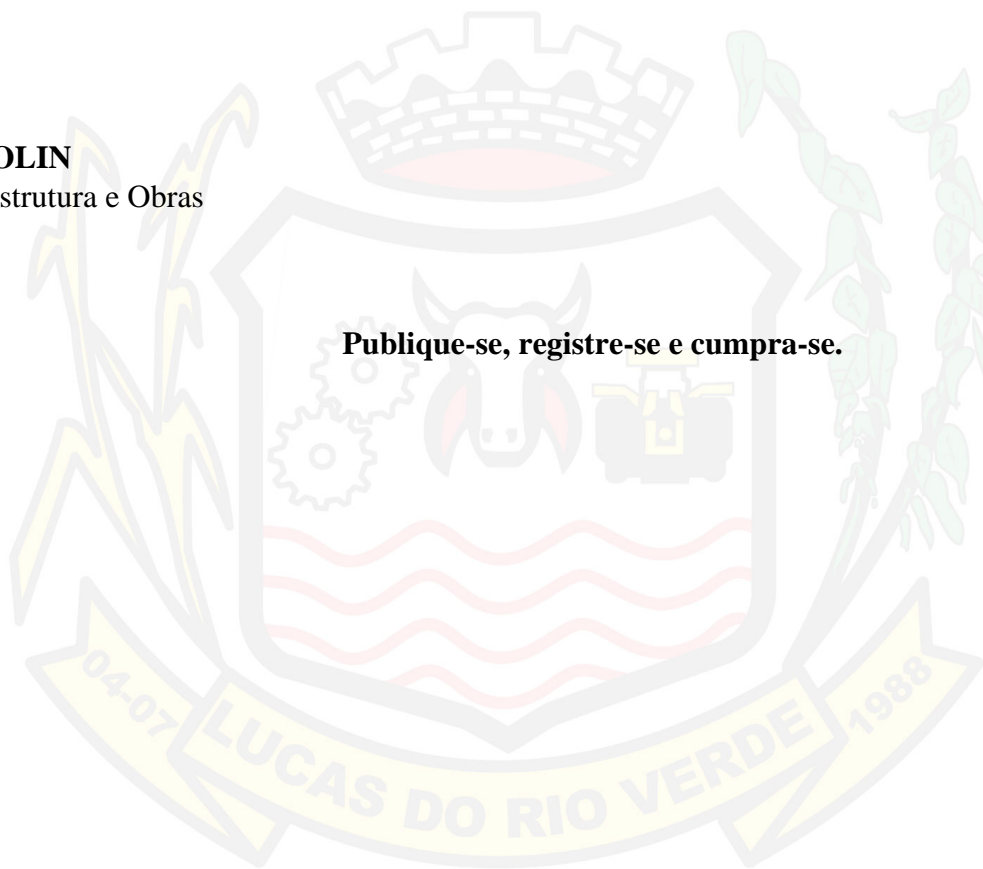 OLIN
strutura e Obras
Publique-se, registre-se e cumpra-se.
04-07 LUCAS DO RIO VERDE 1988